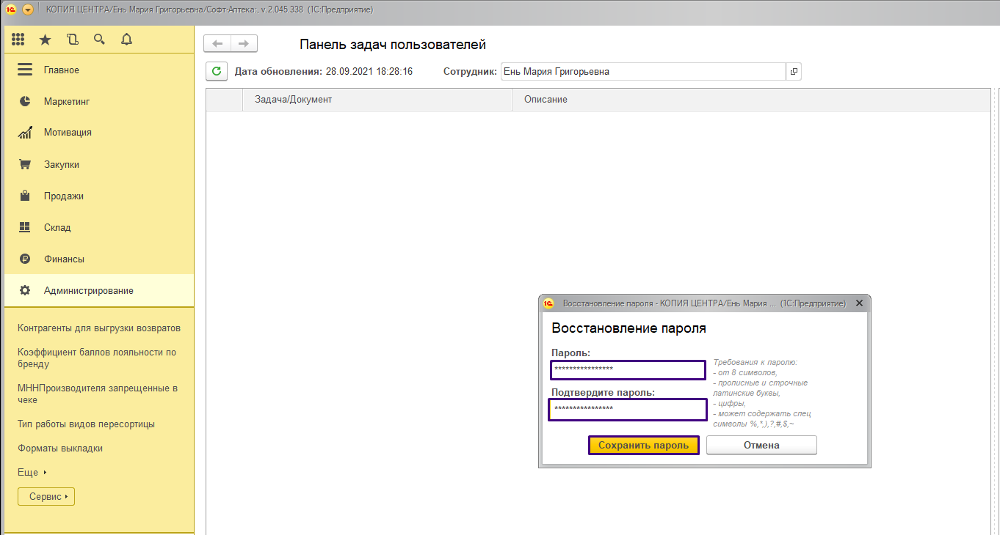 КОПИЯ ЦЕНТРА/Ень Мария Григорьевна/Софт-Аптека:, v.2.045.338 (1С:Предприятие)
Панель задач пользователей
Главное
Дата обновления: 28.09.2021 18:28:16 Сотрудник: Ень Мария Григорьевна
Задача/Документ Описание
Маркетинг
Мотивация
Закупки
Продажи
Склад
Финансы
Администрирование
Контрагенты для выгрузки возвратов
Коэффициент баллов лояльности по
бренду
МННПроизводителя запрещенные в
чеке
Тип работы видов пересортицы
Форматы выкладки
Еще
Сервис
Восстановление пароля - КОПИЯ ЦЕНТРА/Ень Мария ... (1С:Предприятие)
Восстановление пароля
Пароль:
****************
Подтвердите пароль:
****************
Требования к паролю:
- от 8 символов,
- прописные и строчные
латинские буквы,
- цифры,
- может содержать спец
символы %,*,),?,#,$,~
Сохранить пароль Отмена